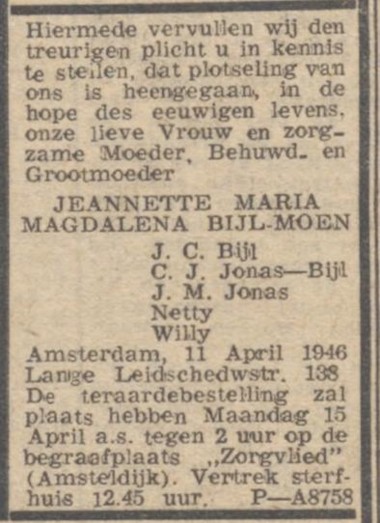 Hiermede vervullen wij den
treurigen plicht u in kennis
te stellen, dat plotseling van
ons is heengegaan, in de
hope des eeuwigen levens,
onze lieve Vrouw en zorg-
zame Moeder, Behuwd- en
Grootmoeder
JEANNETTE MARIA
MAGDALENA BIJL-MOEN
J. C. Bijl
C. J. Jonas—Bijl
J. M. Jonas
Netty
Willy
Amsterdam, 11 April 1946
Lange Leidschedwstr. 138
De teraardebestelling zal
plaats hebben Maandag 15
April a.s. tegen 2 uur op de
begraafplaats „Zorgvlied”
(Amsteldijk). Vertrek sterf-
huis 12.45 uur. P—A8758